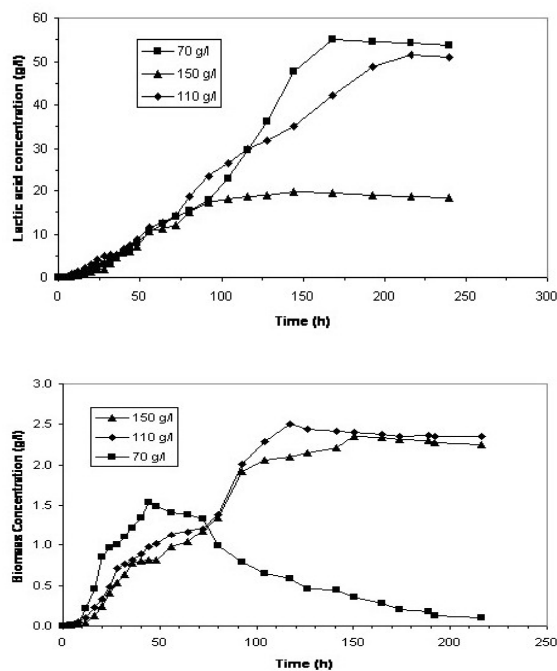 60
50
40
30
20
10
0
Lactic acid concentration (g/l)
70 g/l
150 g/l
110 g/l
0 50 100 150 200 250 300
Time (h)
3.0
2.5
2.0
1.5
1.0
0.5
0.0
Biomass Concentration (g/l)
150 g/l
110 g/l
70 g/l
0 50 100 150 200 250
Time (h)